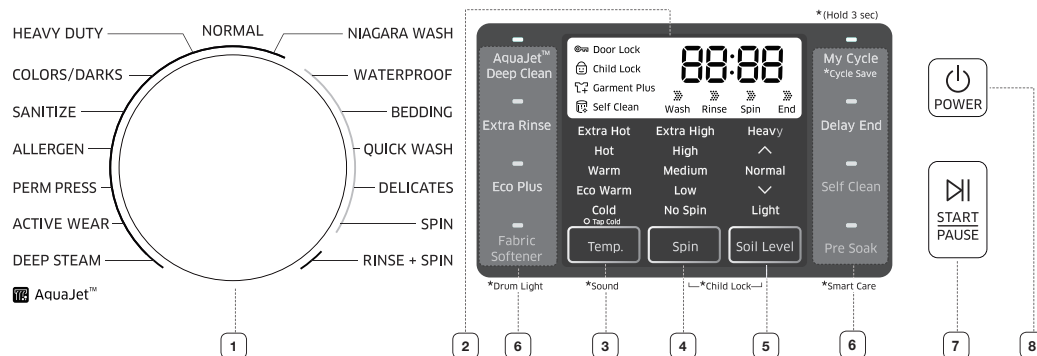 HEAVY DUTY
COLORS/DARKS
SANITIZE
ALLERGEN
PERM PRESS
ACTIVE WEAR
DEEP STEAM
AquaJet™
NORMAL
NIAGARA WASH
WATERPROOF
BEDDING
QUICK WASH
DELICATES
SPIN
RINSE + SPIN
1
*(Hold 3 sec)
AquaJet™
Deep Clean
Extra Rinse
Eco Plus
Fabric
Softener
*Drum Light
Door Lock
Child Lock
Garment Plus
Self Clean
88:88
Wash Rinse Spin End
Extra Hot Extra High Heavy
Hot High
Warm Medium Normal
Eco Warm Low
Cold No Spin Light
Tap Cold
Temp. Spin Soil Level
*Sound *Child Lock
My Cycle
*Cycle Save
Delay End
Self Clean
Pre Soak
*Smart Care
POWER
START
PAUSE
2 6 3 4 5 6 7 8